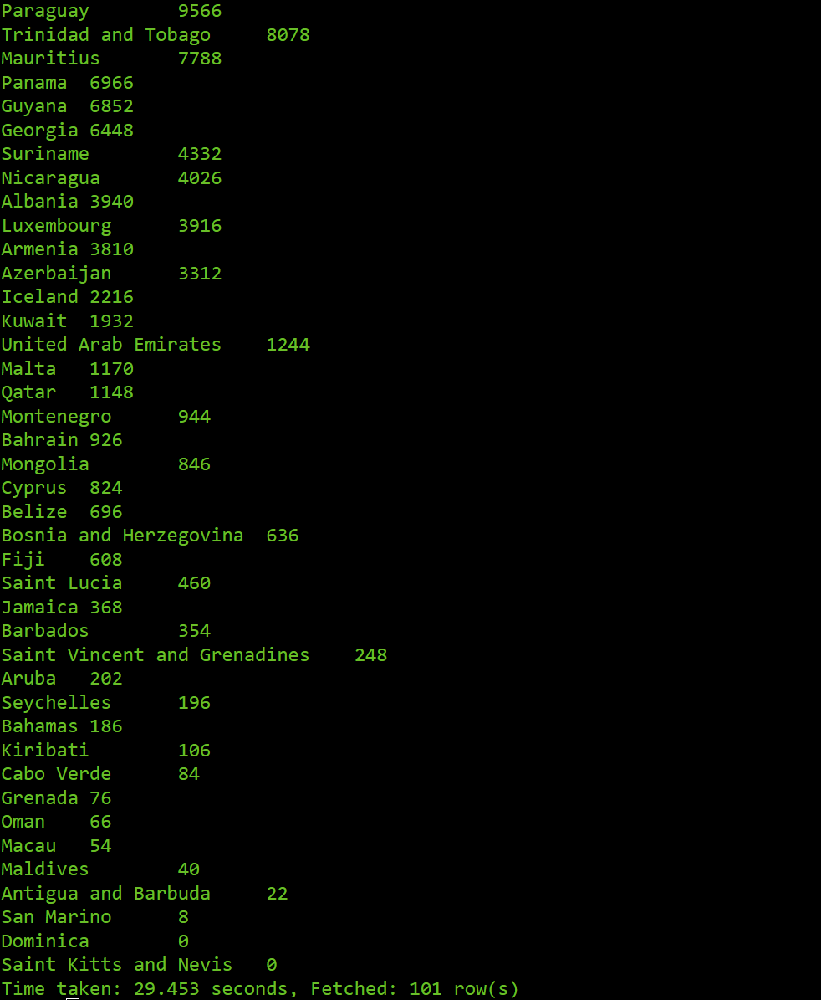 Paraguay	9566
Trinidad and Tobago	8078
Mauritius	7788
Panama	6966
Guyana	6852
Georgia	6448
Suriname	4332
Nicaragua	4026
Albania	3940
Luxembourg	3916
Armenia	3810
Azerbaijan	3312
Iceland	2216
Kuwait	1932
United Arab Emirates	1244
Malta	1170
Qatar	1148
Montenegro	944
Bahrain	926
Mongolia	846
Cyprus	824
Belize	696
Bosnia and Herzegovina	636
Fiji	608
Saint Lucia	460
Jamaica	368
Barbados	354
Saint Vincent and Grenadines	248
Aruba	202
Seychelles	196
Bahamas	186
Kiribati	106
Cabo Verde	84
Grenada	76
Oman	66
Macau	54
Maldives	40
Antigua and Barbuda	22
San Marino	8
Dominica	0
Saint Kitts and Nevis	0
Time taken: 29.453 seconds, Fetched: 101 row(s)